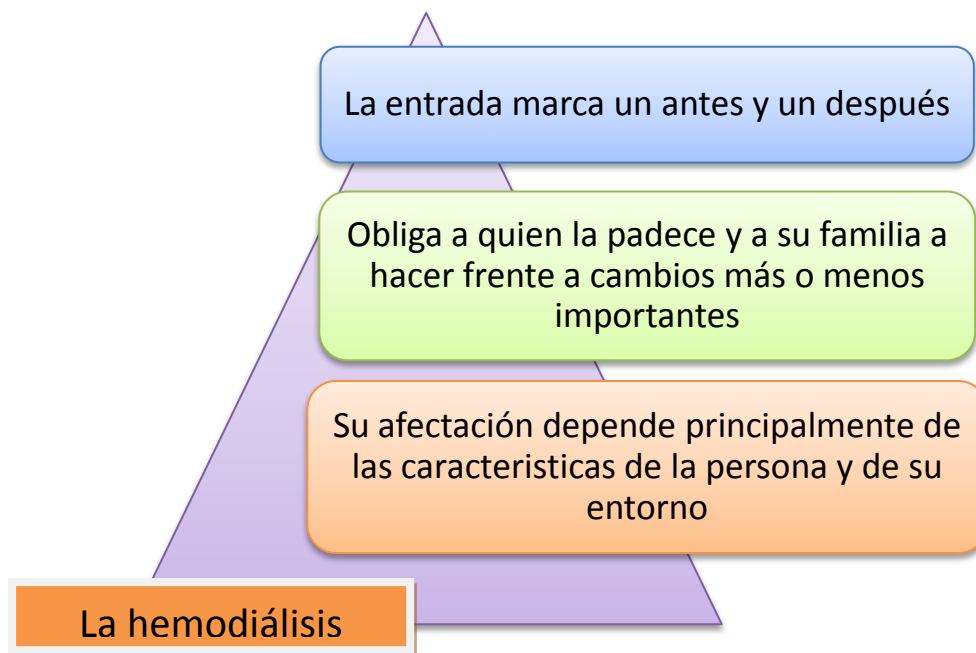 La entrada marca un antes y un después
Obliga a quien la padece y a su familia a
hacer frente a cambios más o menos
importantes
Su afectación depende principalmente de
las caracteristicas de la persona y de su
entorno
La hemodiálisis